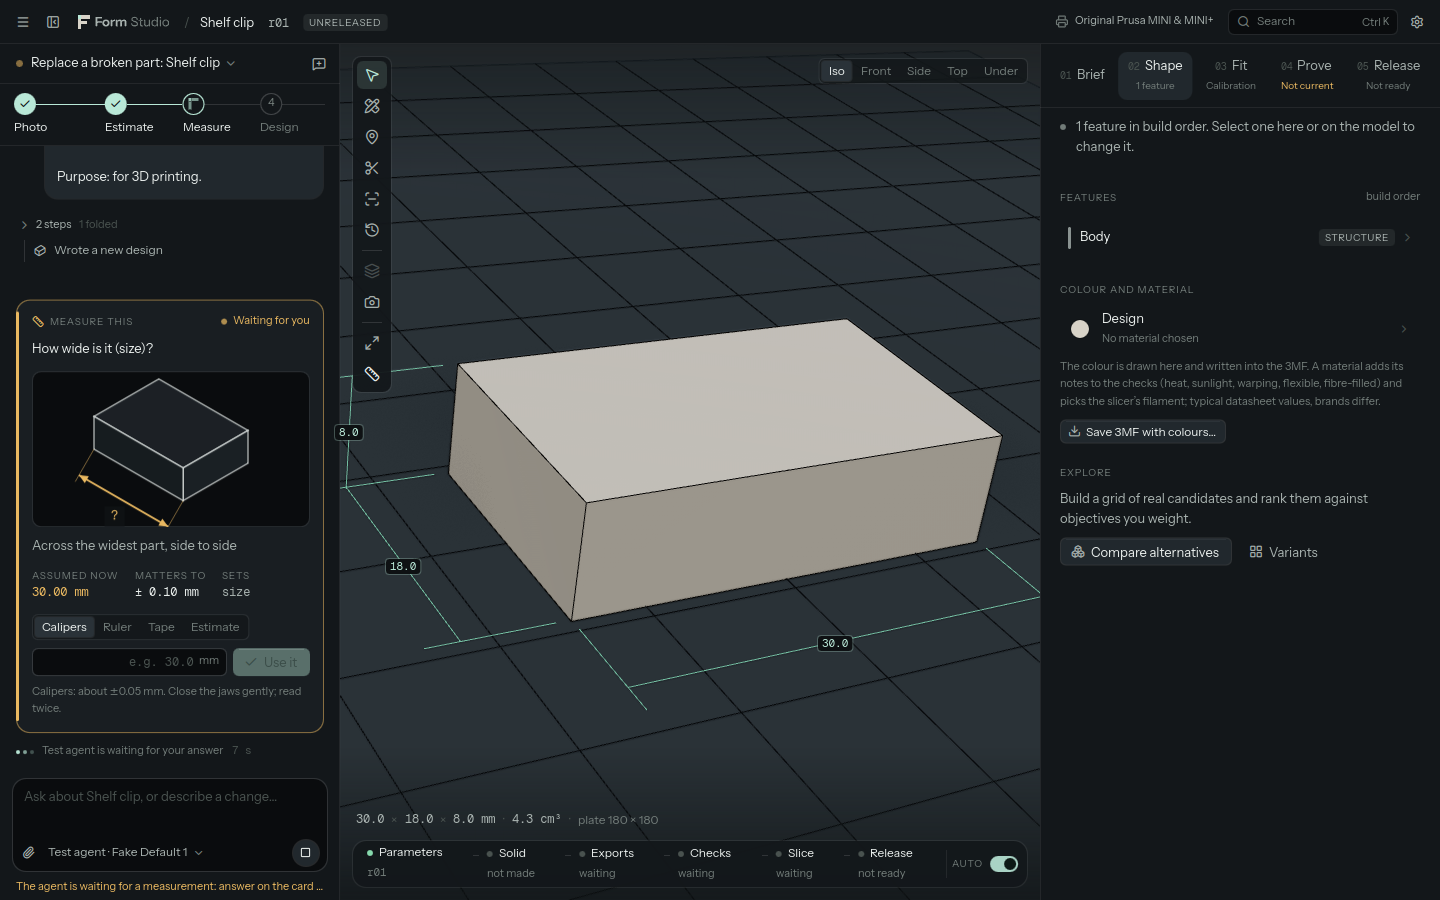 Form Studio / Shelf clip r01 UNRELEASED
Original Prusa MINI & MINI+
Search Ctrl K
Replace a broken part: Shelf clip
4
Photo Estimate Measure Design
Purpose: for 3D printing.
2 steps 1 folded
Wrote a new design
MEASURE THIS Waiting for you
How wide is it (size)?
?
Across the widest part, side to side
ASSUMED NOW MATTERS TO SETS
30.00 mm ± 0.10 mm size
Calipers Ruler Tape Estimate
e.g. 30.0 mm Use it
Calipers: about ±0.05 mm. Close the jaws gently; read
twice.
Test agent is waiting for your answer 7 s
Ask about Shelf clip, or describe a change...
Test agent · Fake Default 1
The agent is waiting for a measurement: answer on the card ...
Iso Front Side Top Under
8.0
18.0
30.0
30.0 × 18.0 × 8.0 mm · 4.3 cm³ · plate 180 × 180
Parameters Solid Exports Checks Slice Release
r01 not made waiting waiting waiting not ready
AUTO
01 Brief 02 Shape 03 Fit 04 Prove 05 Release
1 feature Calibration Not current Not ready
1 feature in build order. Select one here or on the model to
change it.
FEATURES build order
Body STRUCTURE
COLOUR AND MATERIAL
Design
No material chosen
The colour is drawn here and written into the 3MF. A material adds its
notes to the checks (heat, sunlight, warping, flexible, fibre-filled) and
picks the slicer's filament; typical datasheet values, brands differ.
Save 3MF with colours...
EXPLORE
Build a grid of real candidates and rank them against
objectives you weight.
Compare alternatives Variants